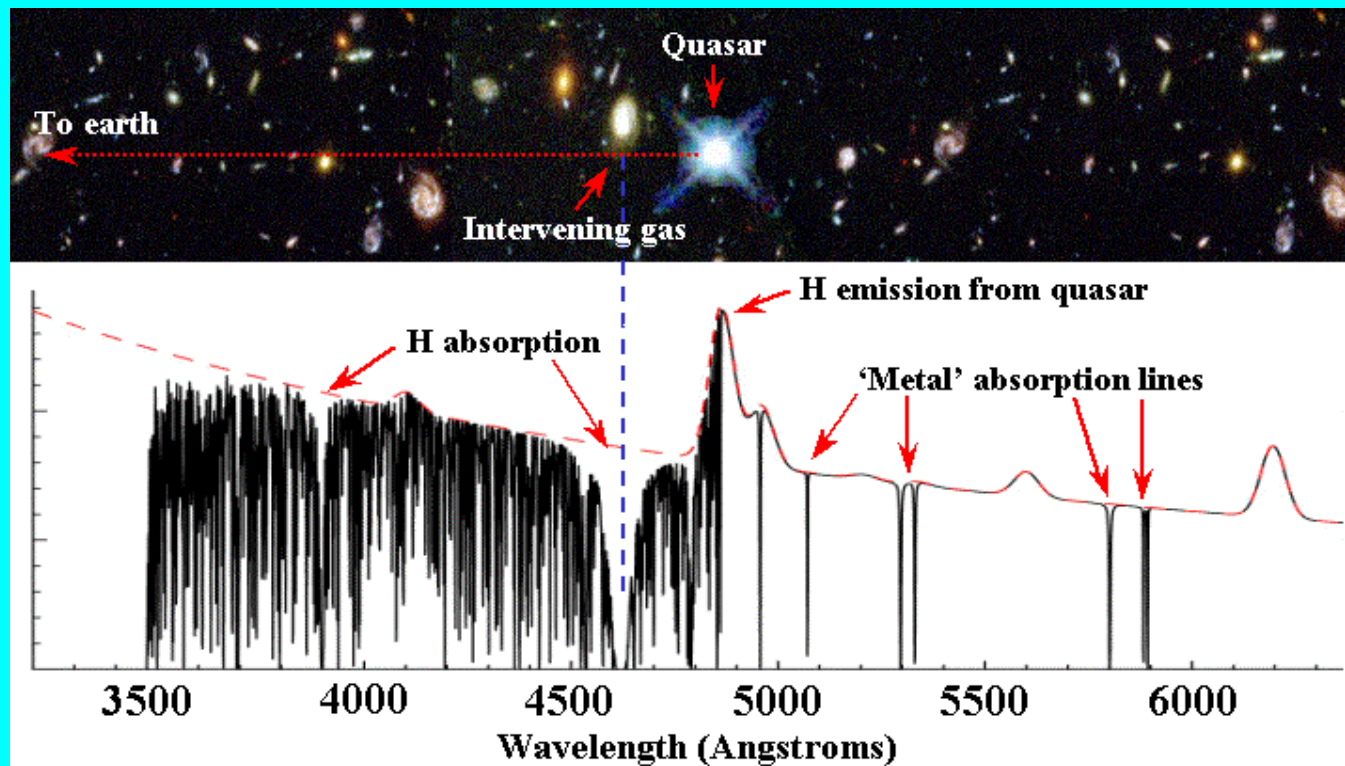 Quasar
To earth
Intervening gas
H emission from quasar
H absorption
‘Metal’ absorption lines
3500 4000 4500 5000 5500 6000
Wavelength (Angstroms)